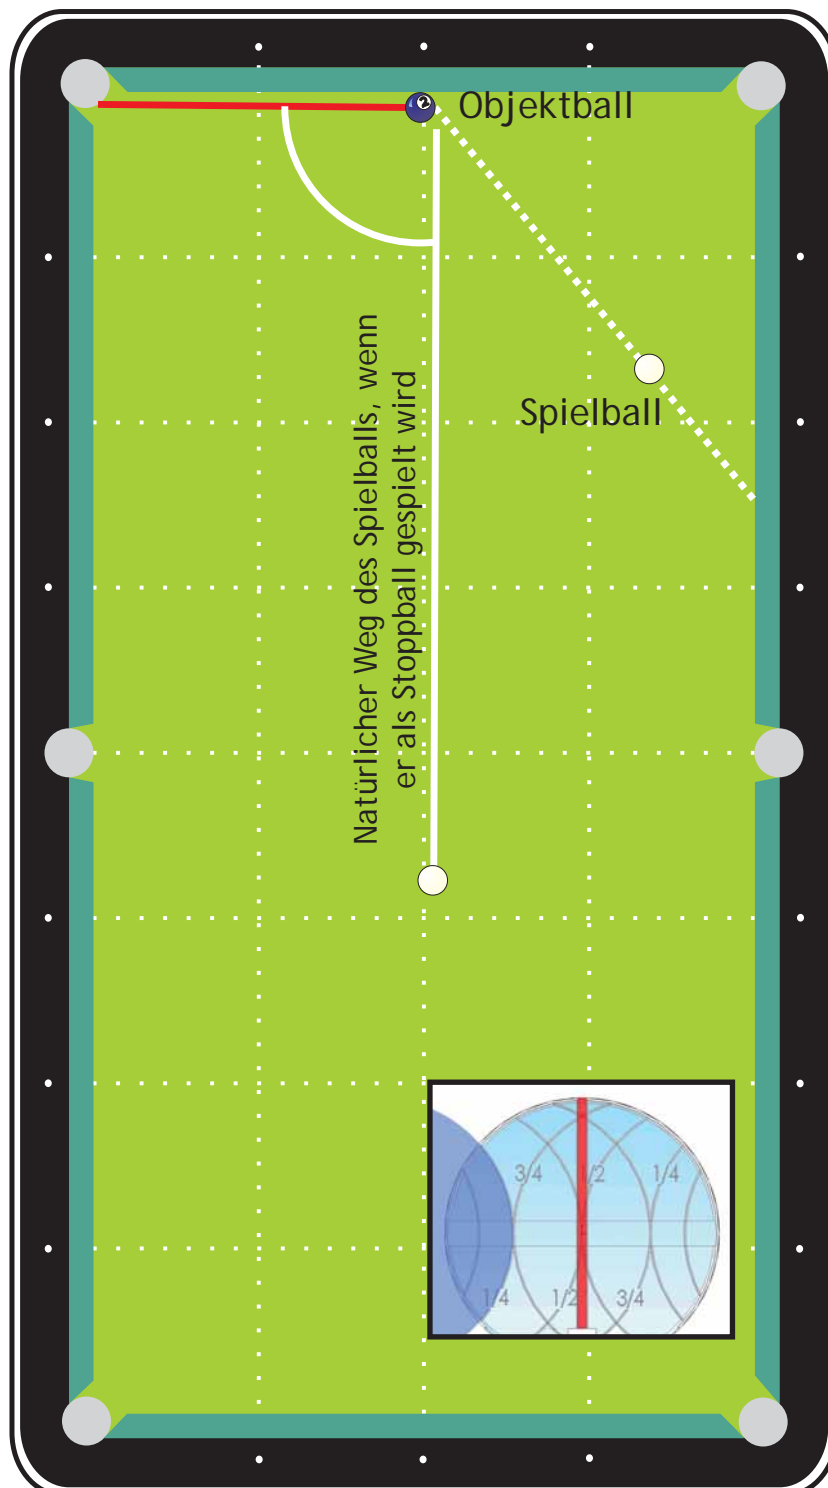 2
Objektball
Spielball
Natürlicher Weg des Spielballs, wenn
er als Stoppball gespielt wird
3/4 1/2 1/4
1/4 1/2 3/4